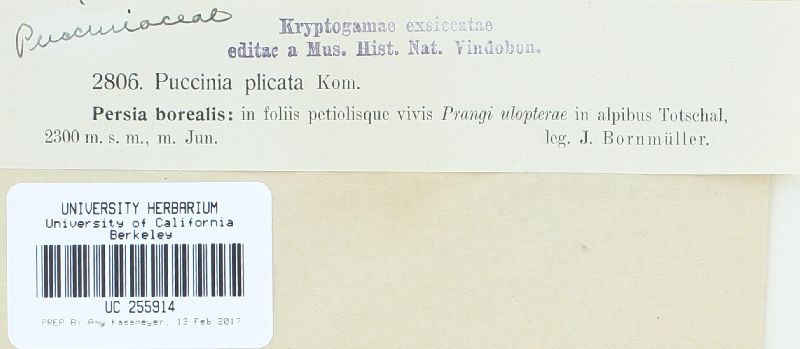 Pucciniaceae
Kryptogamae exsiccatae
editae a Mus. Hist. Nat. Vindobon.
2806. Puccinia plicata Kom.
Persia borealis: in foliis petiolisque vivis Prangi ulopterae in alpibus Totschal,
2300 m. s. m., m. Jun. leg. J. Bornmüller.
UNIVERSITY HERBARIUM
University of California
Berkeley
UC 255914
PREP BY Amy Kasameyer, 13 Feb 2017